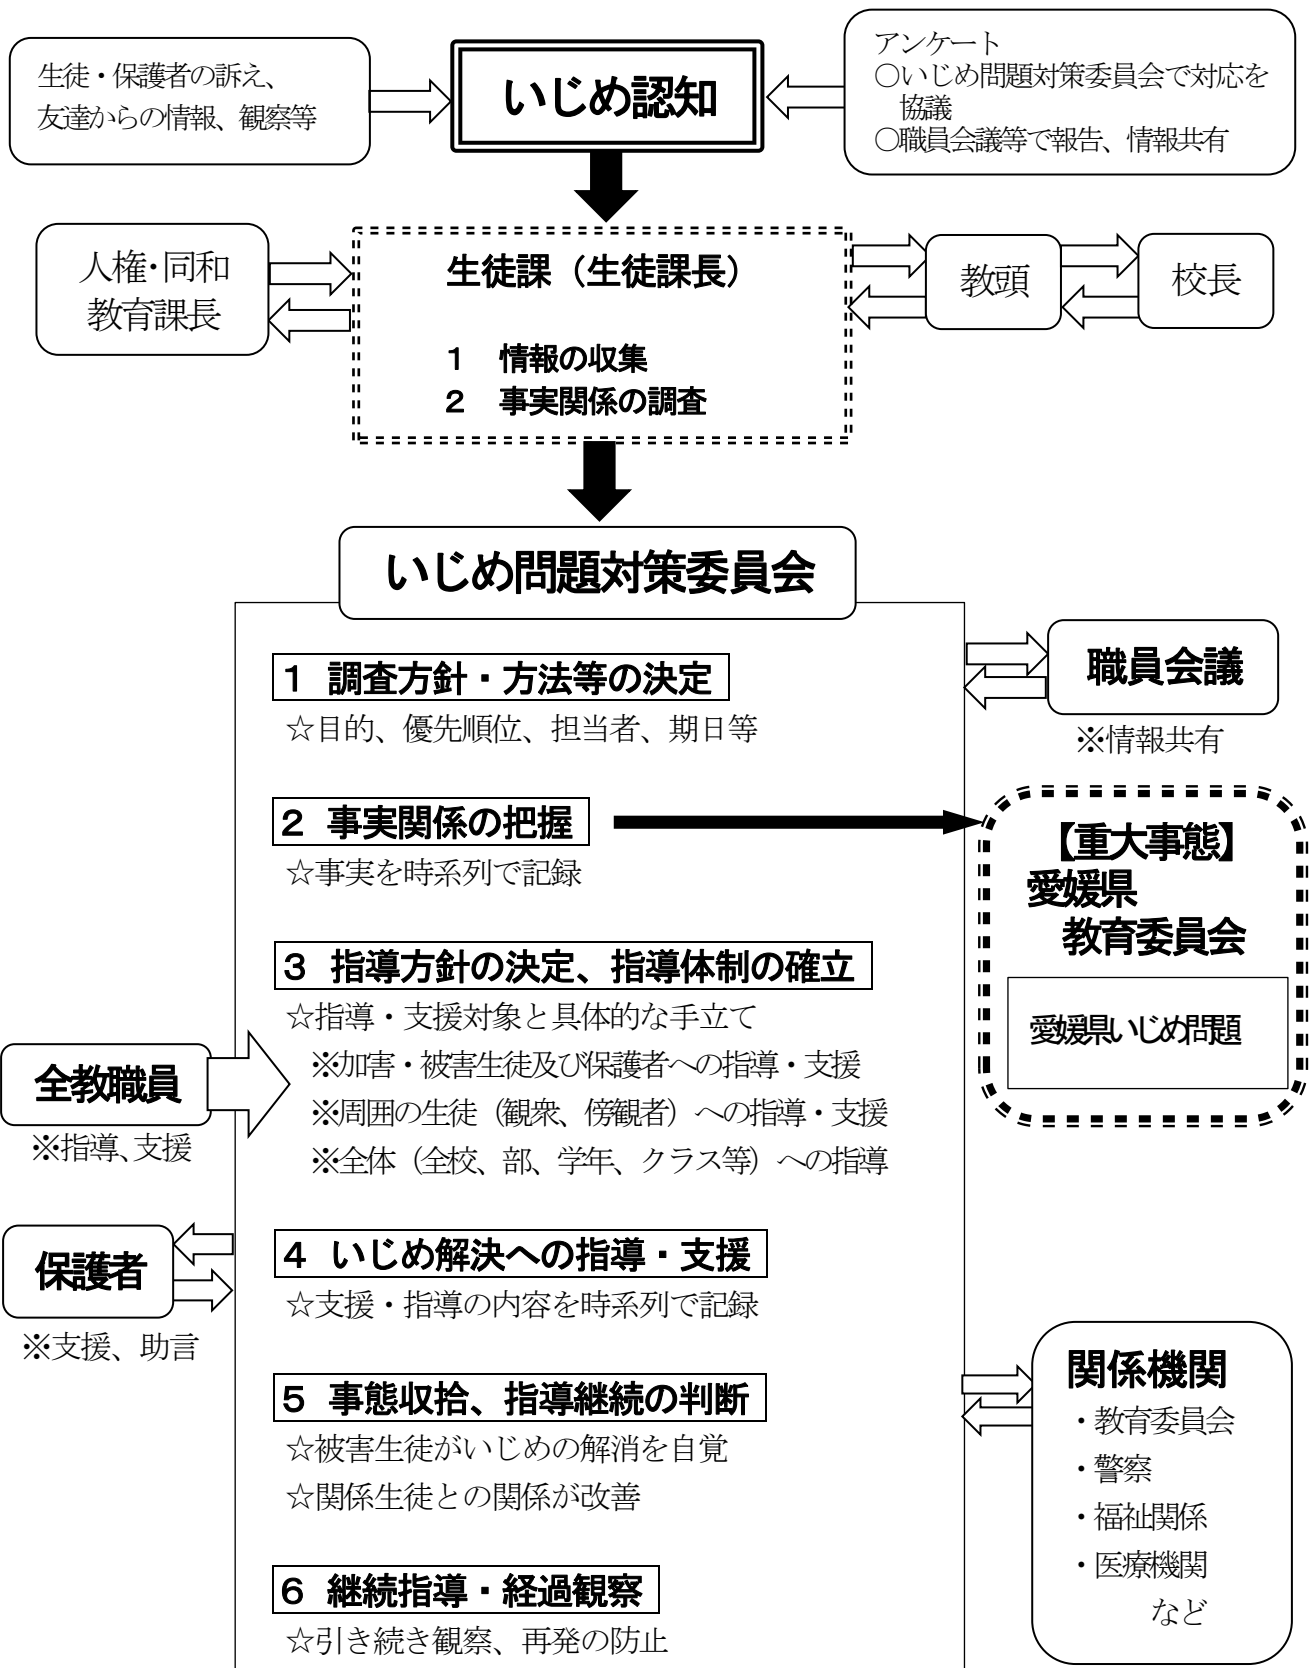 生徒・保護者の訴え、
友達からの情報、観察等
いじめ認知
アンケート
○いじめ問題対策委員会で対応を
協議
○職員会議等で報告、情報共有
人権・同和
教育課長
生徒課（生徒課長）
１　情報の収集
２　事実関係の調査
教頭
校長
いじめ問題対策委員会
１　調査方針・方法等の決定
☆目的、優先順位、担当者、期日等
職員会議
※情報共有
２　事実関係の把握
☆事実を時系列で記録
【重大事態】
愛媛県
教育委員会
愛媛県いじめ問題
３　指導方針の決定、指導体制の確立
☆指導・支援対象と具体的な手立て
※加害・被害生徒及び保護者への指導・支援
※周囲の生徒（観衆、傍観者）への指導・支援
※全体（全校、部、学年、クラス等）への指導
全教職員
※指導、支援
４　いじめ解決への指導・支援
☆支援・指導の内容を時系列で記録
保護者
※支援、助言
５　事態収拾、指導継続の判断
☆被害生徒がいじめの解消を自覚
☆関係生徒との関係が改善
関係機関
・教育委員会
・警察
・福祉関係
・医療機関
など
６　継続指導・経過観察
☆引き続き観察、再発の防止